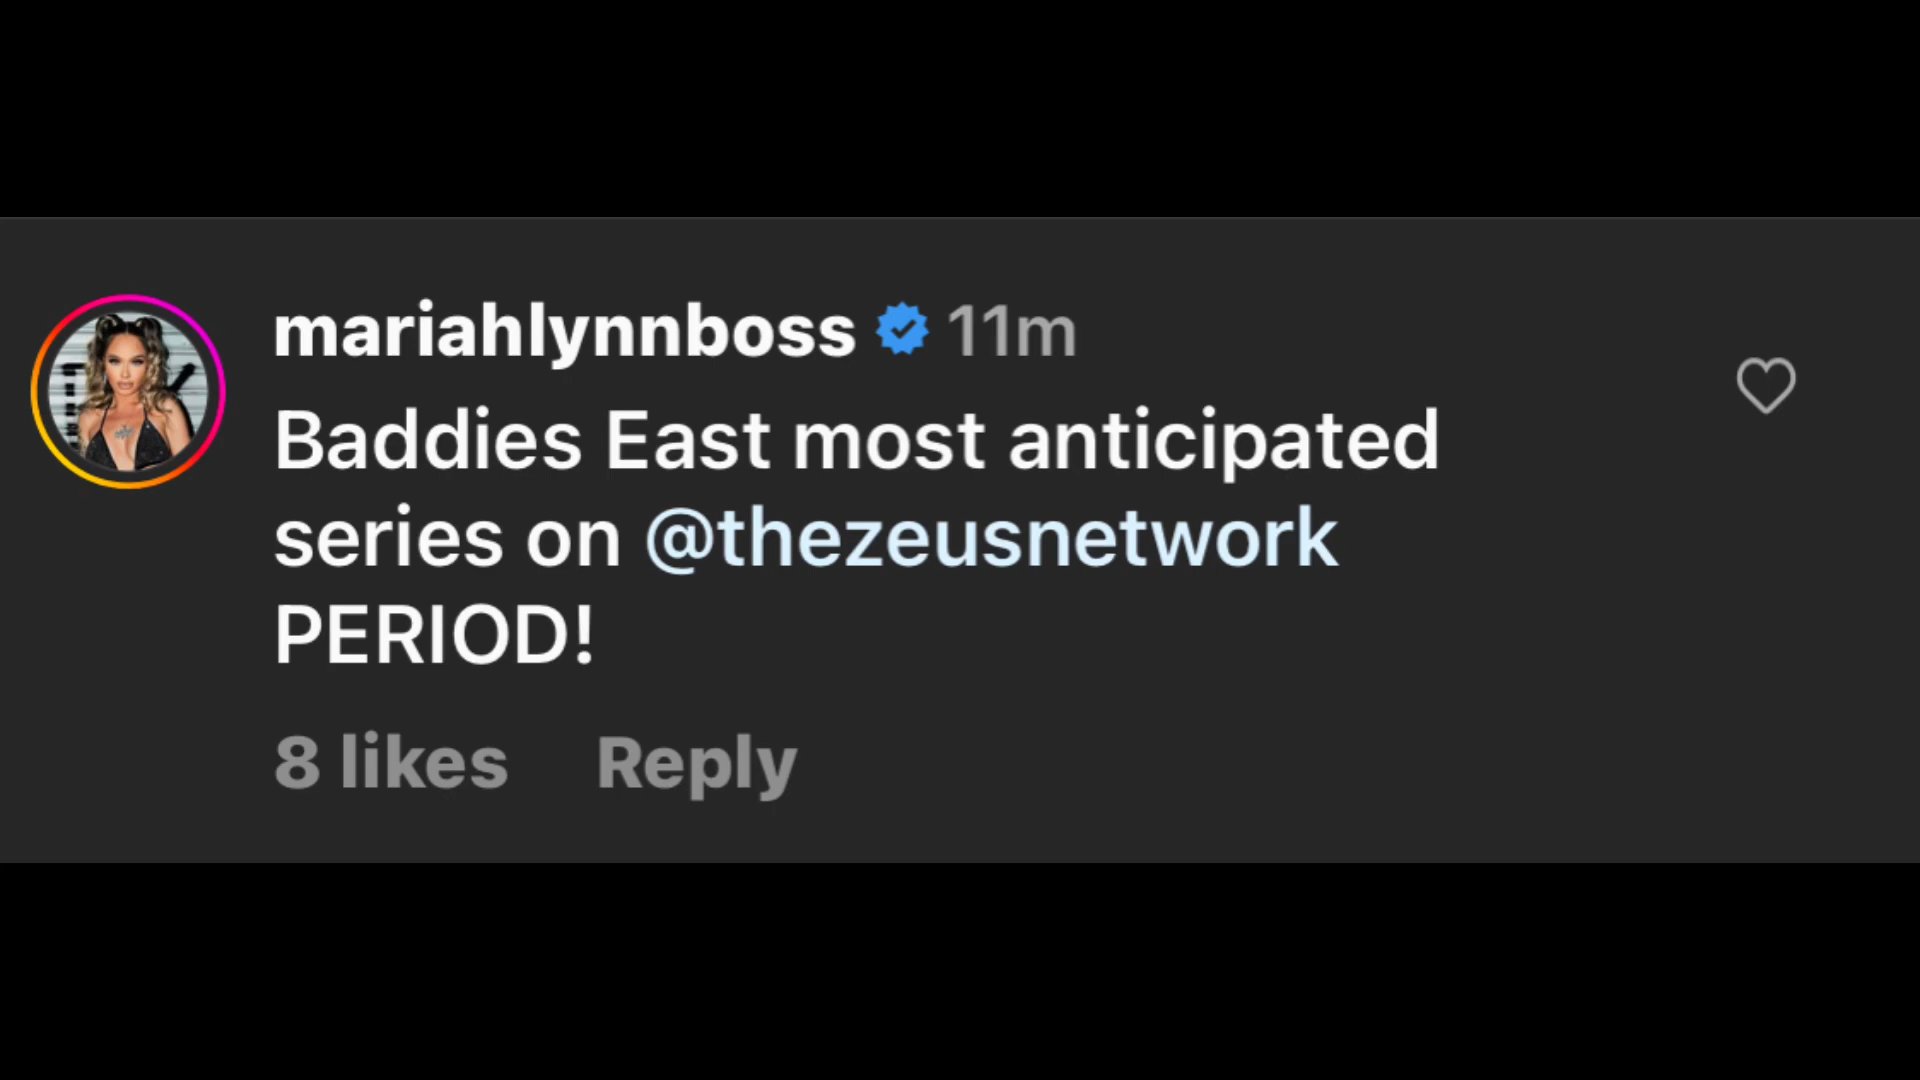 mariahlynnboss 11m
Baddies East most anticipated
series on @thezeusnetwork
PERIOD!
8 likes Reply